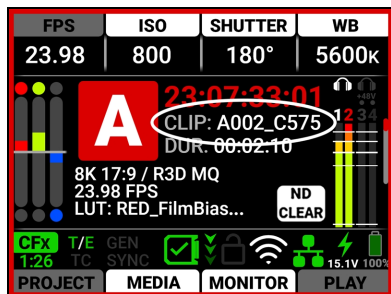 FPS ISO SHUTTER WB
23.98 800 180° 5600K
23:07:33:01
+48V
A
CLIP: A002_C575
1 2 3 4
DUR: 00:02:10
8K 17:9 / R3D MQ
23.98 FPS
LUT: RED_FilmBias...
ND
CLEAR
CFx T/E GEN
1:26 TC SYNC
15.1V 100%
PROJECT MEDIA MONITOR PLAY